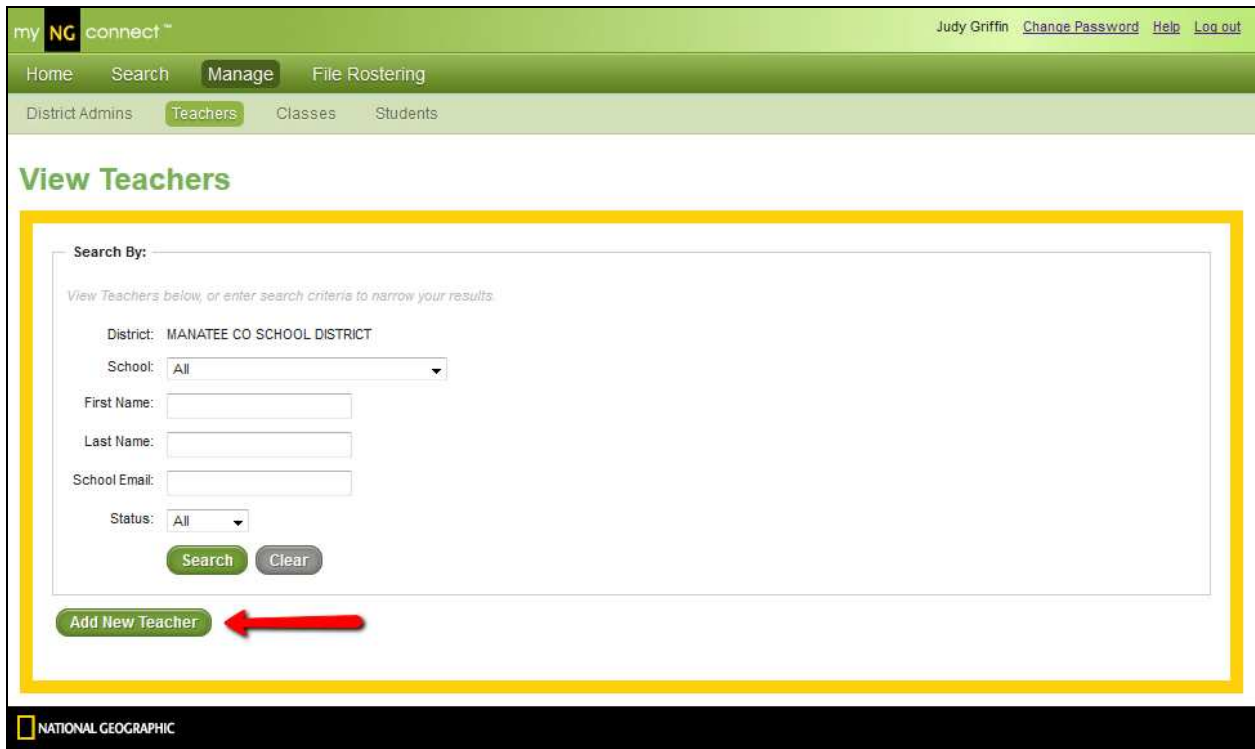 my NG connect™ Judy Griffin Change Password Help Log out
Home Search Manage File Rostering
District Admins Teachers Classes Students
View Teachers
Search By:
View Teachers below, or enter search criteria to narrow your results.
District: MANATEE CO SCHOOL DISTRICT
School: All
First Name:
Last Name:
School Email:
Status: All
Search Clear
Add New Teacher
NATIONAL GEOGRAPHIC